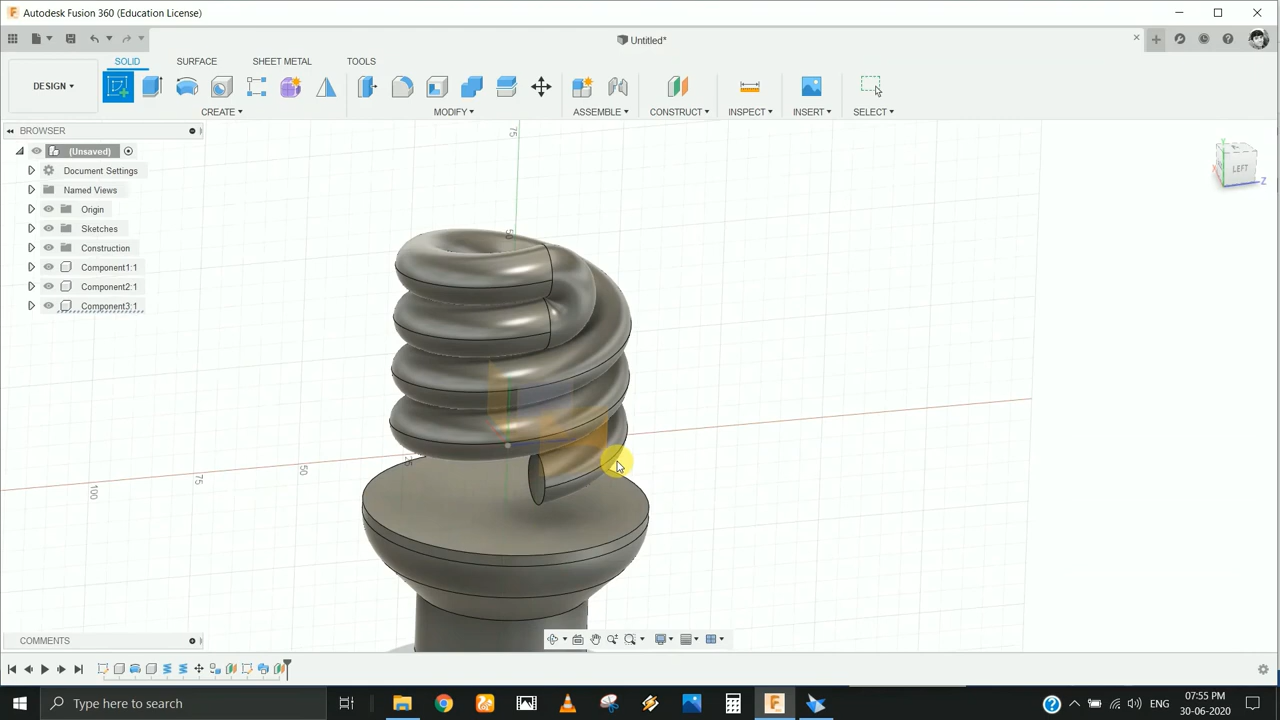 Autodesk Fusion 360 (Education License)
Untitled*
DESIGN
SOLID
SURFACE
SHEET METAL
TOOLS
CREATE
MODIFY
ASSEMBLE
CONSTRUCT
INSPECT
INSERT
SELECT
BROWSER
(Unsaved)
Document Settings
Named Views
Origin
Sketches
Construction
Component1:1
Component2:1
Component3:1
75
50
25
50
75
100
LEFT
Y
X
Z
COMMENTS
Type here to search
ENG
07:55 PM
30-06-2020